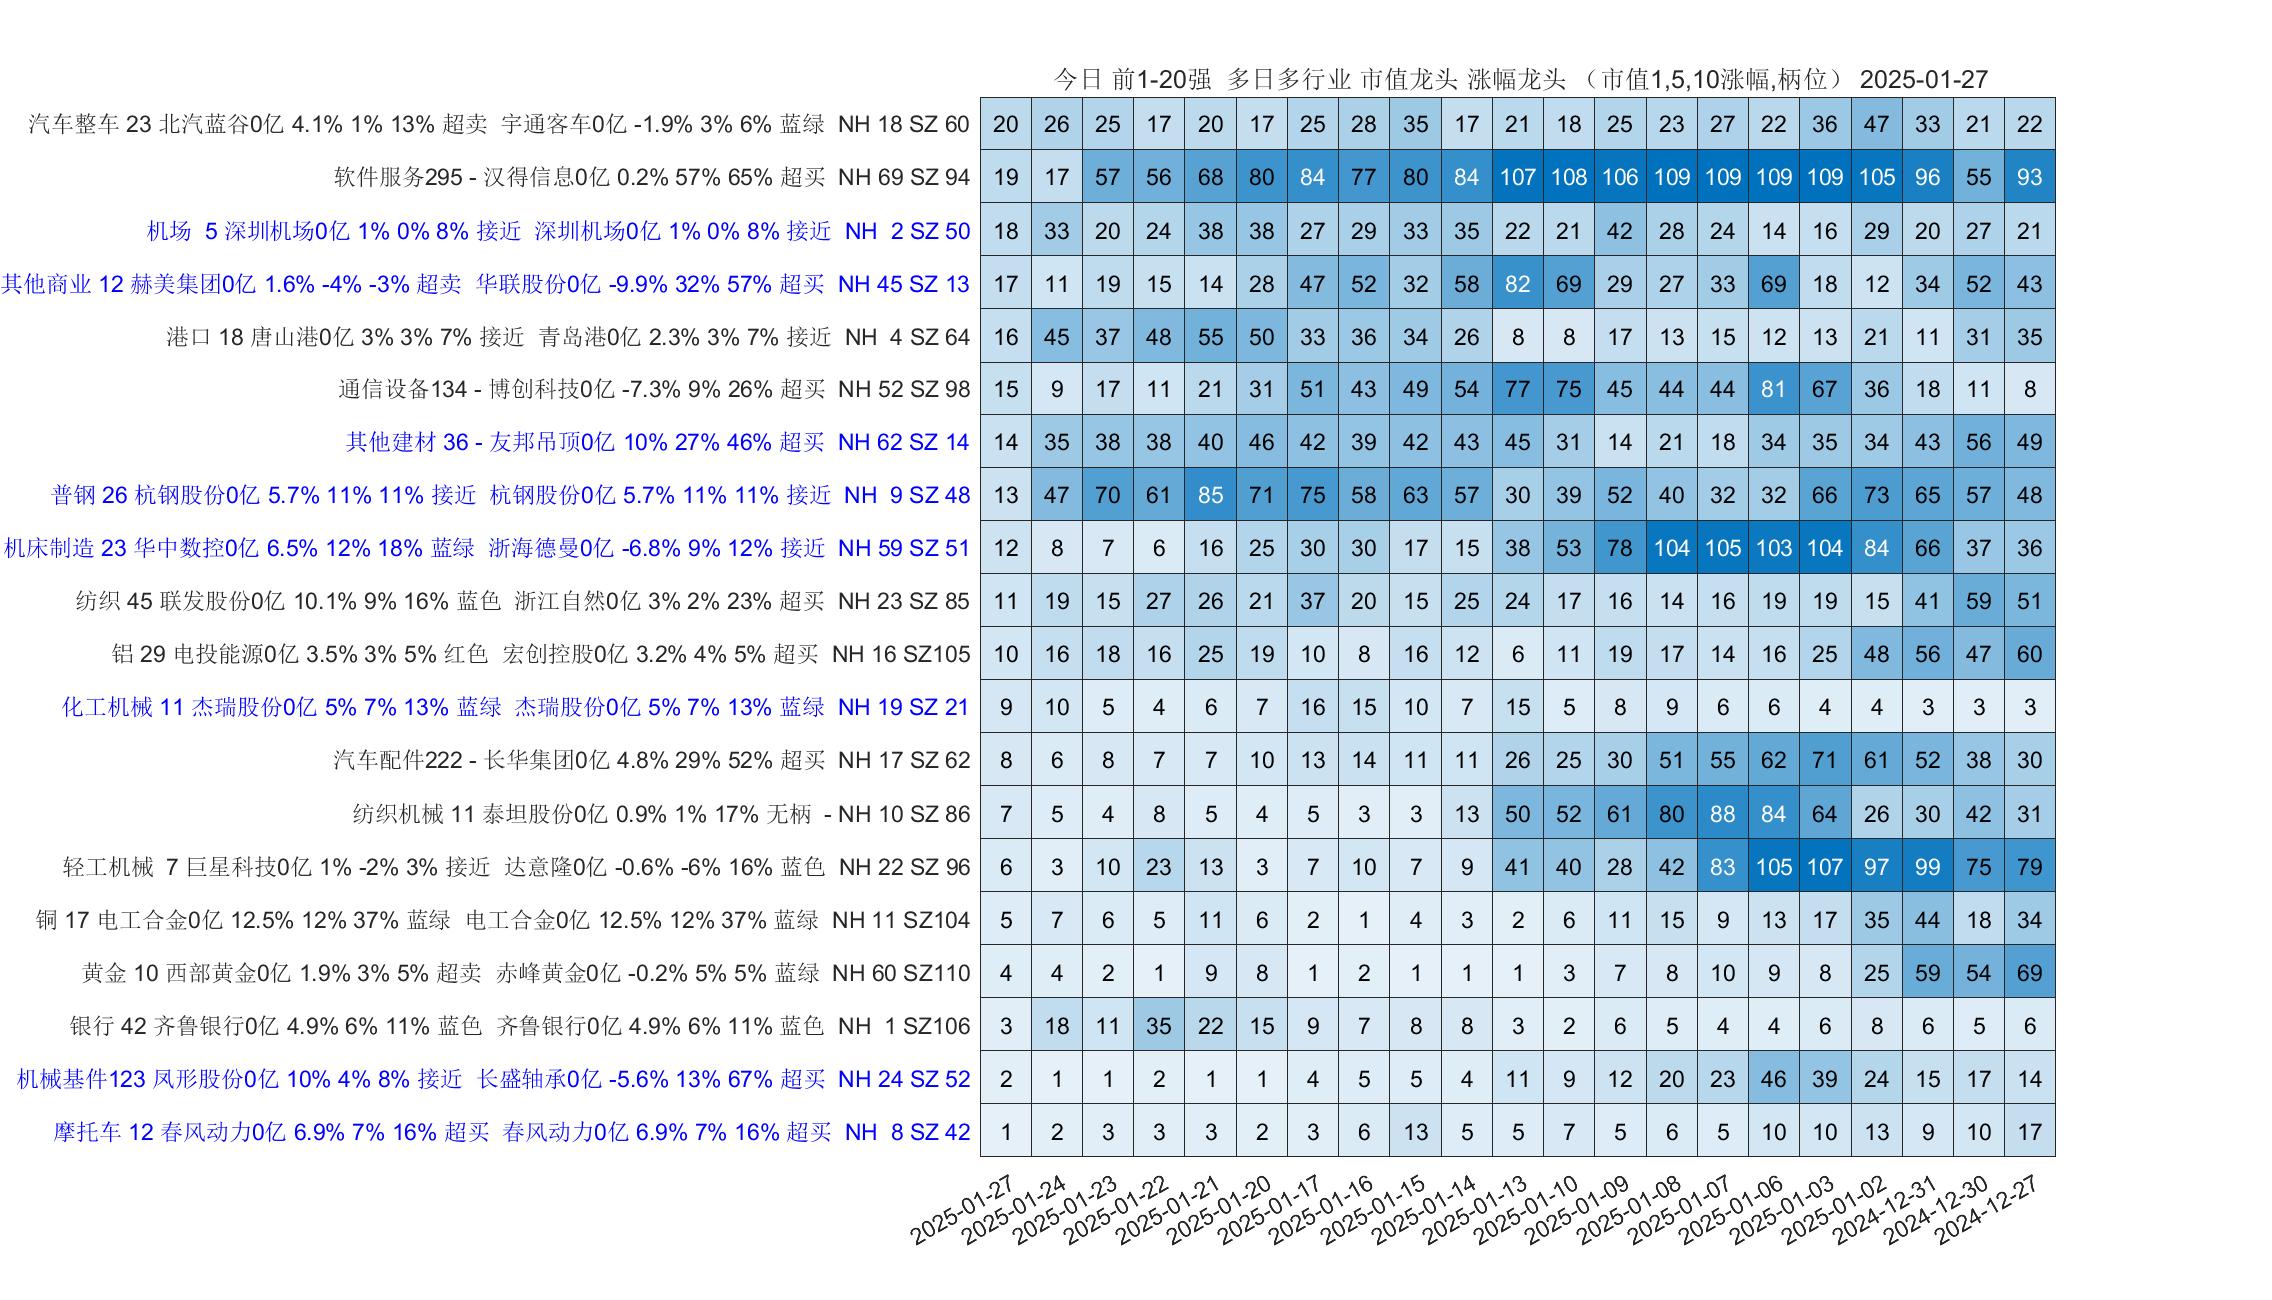 今日 前1-20强 多日多行业 市值龙头 涨幅龙头 （市值1,5,10涨幅,柄位） 2025-01-27
汽车整车 23 北汽蓝谷0亿 4.1% 1% 13% 超卖 宇通客车0亿 -1.9% 3% 6% 蓝绿 NH 18 SZ 60 20 26 25 17 20 17 25 28 35 17 21 18 25 23 27 22 36 47 33 21 22
软件服务295 - 汉得信息0亿 0.2% 57% 65% 超买 NH 69 SZ 94 19 17 57 56 68 80 84 77 80 84 107 108 106 109 109 109 109 105 96 55 93
机场 5 深圳机场0亿 1% 0% 8% 接近 深圳机场0亿 1% 0% 8% 接近 NH 2 SZ 50 18 33 20 24 38 38 27 29 33 35 22 21 42 28 24 14 16 29 20 27 21
其他商业 12 赫美集团0亿 1.6% -4% -3% 超卖 华联股份0亿 -9.9% 32% 57% 超买 NH 45 SZ 13 17 11 19 15 14 28 47 52 32 58 82 69 29 27 33 69 18 12 34 52 43
港口 18 唐山港0亿 3% 3% 7% 接近 青岛港0亿 2.3% 3% 7% 接近 NH 4 SZ 64 16 45 37 48 55 50 33 36 34 26 8 8 17 13 15 12 13 21 11 31 35
通信设备134 - 博创科技0亿 -7.3% 9% 26% 超买 NH 52 SZ 98 15 9 17 11 21 31 51 43 49 54 77 75 45 44 44 81 67 36 18 11 8
其他建材 36 - 友邦吊顶0亿 10% 27% 46% 超买 NH 62 SZ 14 14 35 38 38 40 46 42 39 42 43 45 31 14 21 18 34 35 34 43 56 49
普钢 26 杭钢股份0亿 5.7% 11% 11% 接近 杭钢股份0亿 5.7% 11% 11% 接近 NH 9 SZ 48 13 47 70 61 85 71 75 58 63 57 30 39 52 40 32 32 66 73 65 57 48
机床制造 23 华中数控0亿 6.5% 12% 18% 蓝绿 浙海德曼0亿 -6.8% 9% 12% 接近 NH 59 SZ 51 12 8 7 6 16 25 30 30 17 15 38 53 78 104 105 103 104 84 66 37 36
纺织 45 联发股份0亿 10.1% 9% 16% 蓝色 浙江自然0亿 3% 2% 23% 超买 NH 23 SZ 85 11 19 15 27 26 21 37 20 15 25 24 17 16 14 16 19 19 15 41 59 51
铝 29 电投能源0亿 3.5% 3% 5% 红色 宏创控股0亿 3.2% 4% 5% 超买 NH 16 SZ105 10 16 18 16 25 19 10 8 16 12 6 11 19 17 14 16 25 48 56 47 60
化工机械 11 杰瑞股份0亿 5% 7% 13% 蓝绿 杰瑞股份0亿 5% 7% 13% 蓝绿 NH 19 SZ 21 9 10 5 4 6 7 16 15 10 7 15 5 8 9 6 6 4 4 3 3 3
汽车配件222 - 长华集团0亿 4.8% 29% 52% 超买 NH 17 SZ 62 8 6 8 7 7 10 13 14 11 11 26 25 30 51 55 62 71 61 52 38 30
纺织机械 11 泰坦股份0亿 0.9% 1% 17% 无柄 - NH 10 SZ 86 7 5 4 8 5 4 5 3 3 13 50 52 61 80 88 84 64 26 30 42 31
轻工机械 7 巨星科技0亿 1% -2% 3% 接近 达意隆0亿 -0.6% -6% 16% 蓝色 NH 22 SZ 96 6 3 10 23 13 3 7 10 7 9 41 40 28 42 83 105 107 97 99 75 79
铜 17 电工合金0亿 12.5% 12% 37% 蓝绿 电工合金0亿 12.5% 12% 37% 蓝绿 NH 11 SZ104 5 7 6 5 11 6 2 1 4 3 2 6 11 15 9 13 17 35 44 18 34
黄金 10 西部黄金0亿 1.9% 3% 5% 超卖 赤峰黄金0亿 -0.2% 5% 5% 蓝绿 NH 60 SZ110 4 4 2 1 9 8 1 2 1 1 1 3 7 8 10 9 8 25 59 54 69
银行 42 齐鲁银行0亿 4.9% 6% 11% 蓝色 齐鲁银行0亿 4.9% 6% 11% 蓝色 NH 1 SZ106 3 18 11 35 22 15 9 7 8 8 3 2 6 5 4 4 6 8 6 5 6
机械基件123 凤形股份0亿 10% 4% 8% 接近 长盛轴承0亿 -5.6% 13% 67% 超买 NH 24 SZ 52 2 1 1 2 1 1 4 5 5 4 11 9 12 20 23 46 39 24 15 17 14
摩托车 12 春风动力0亿 6.9% 7% 16% 超买 春风动力0亿 6.9% 7% 16% 超买 NH 8 SZ 42 1 2 3 3 3 2 3 6 13 5 5 7 5 6 5 10 10 13 9 10 17
2025-01-27 2025-01-24 2025-01-23 2025-01-22 2025-01-21 2025-01-20 2025-01-17 2025-01-16 2025-01-15 2025-01-14 2025-01-13 2025-01-10 2025-01-09 2025-01-08 2025-01-07 2025-01-06 2025-01-03 2025-01-02 2024-12-31 2024-12-30 2024-12-27